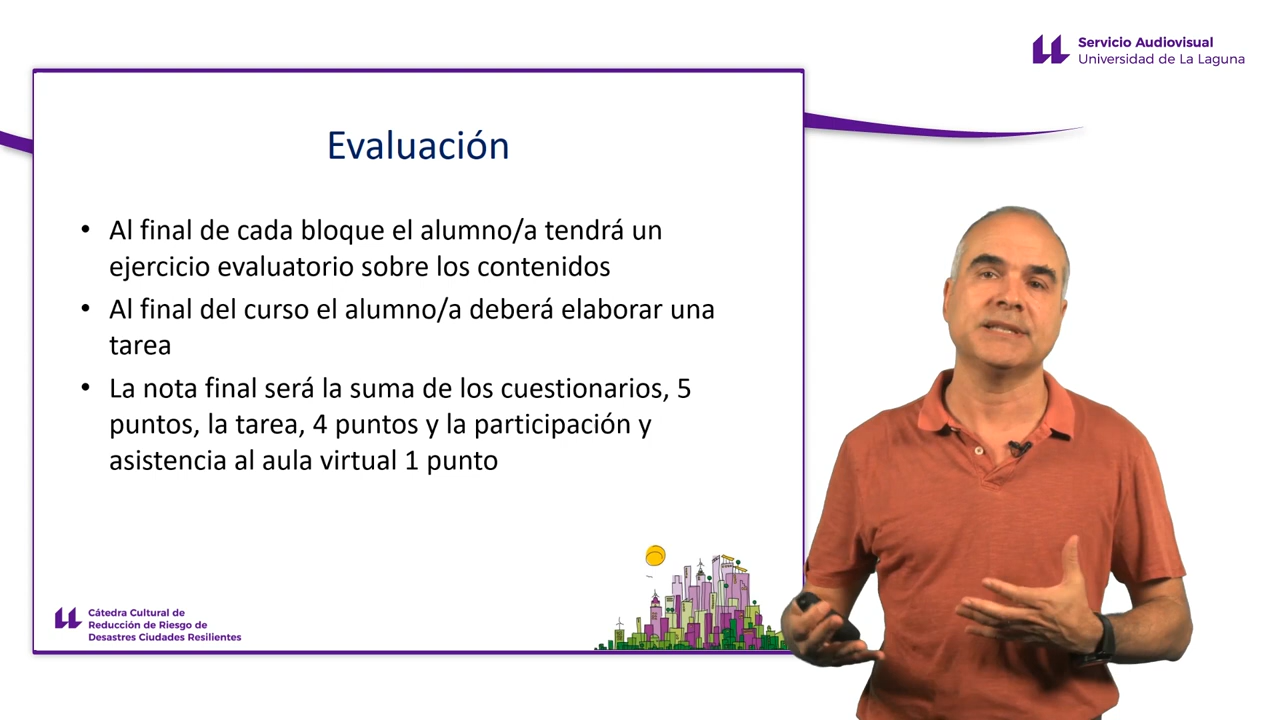 Servicio Audiovisual
Universidad de La Laguna
Evaluación
• Al final de cada bloque el alumno/a tendrá un
ejercicio evaluatorio sobre los contenidos
• Al final del curso el alumno/a deberá elaborar una
tarea
• La nota final será la suma de los cuestionarios, 5
puntos, la tarea, 4 puntos y la participación y
asistencia al aula virtual 1 punto
Cátedra Cultural de
Reducción de Riesgo de
Desastres Ciudades Resilientes